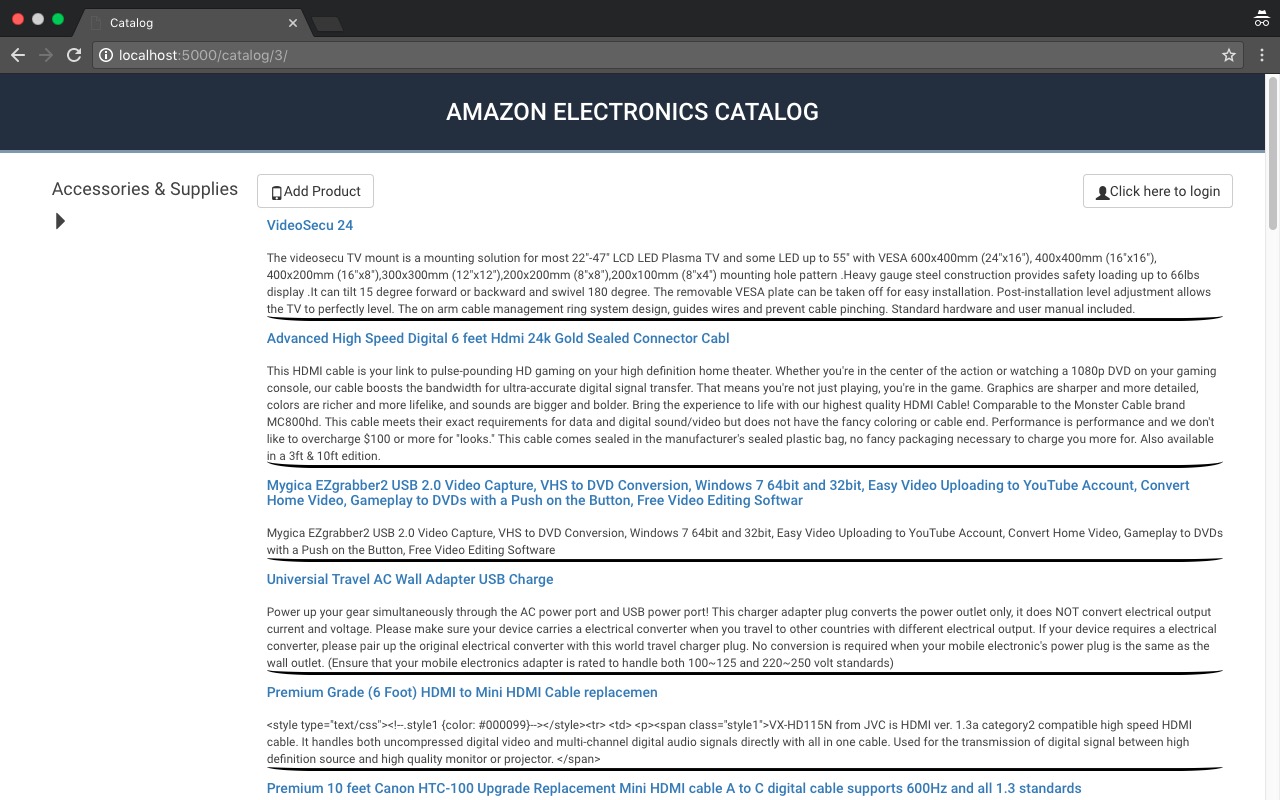 Catalog
localhost:5000/catalog/3/
AMAZON ELECTRONICS CATALOG
Accessories & Supplies
Add Product
Click here to login
VideoSecu 24
The videosecu TV mount is a mounting solution for most 22"-47" LCD LED Plasma TV and some LED up to 55" with VESA 600x400mm (24"x16"), 400x400mm (16"x16"),
400x200mm (16"x8"),300x300mm (12"x12"),200x200mm (8"x8"),200x100mm (8"x4") mounting hole pattern .Heavy gauge steel construction provides safety loading up to 66lbs
display .It can tilt 15 degree forward or backward and swivel 180 degree. The removable VESA plate can be taken off for easy installation. Post-installation level adjustment allows
the TV to perfectly level. The on arm cable management ring system design, guides wires and prevent cable pinching. Standard hardware and user manual included.
Advanced High Speed Digital 6 feet Hdmi 24k Gold Sealed Connector Cabl
This HDMI cable is your link to pulse-pounding HD gaming on your high definition home theater. Whether you're in the center of the action or watching a 1080p DVD on your gaming
console, our cable boosts the bandwidth for ultra-accurate digital signal transfer. That means you're not just playing, you're in the game. Graphics are sharper and more detailed,
colors are richer and more lifelike, and sounds are bigger and bolder. Bring the experience to life with our highest quality HDMI Cable! Comparable to the Monster Cable brand
MC800hd. This cable meets their exact requirements for data and digital sound/video but does not have the fancy coloring or cable end. Performance is performance and we don't
like to overcharge $100 or more for "looks." This cable comes sealed in the manufacturer's sealed plastic bag, no fancy packaging necessary to charge you more for. Also available
in a 3ft & 10ft edition.
Mygica EZgrabber2 USB 2.0 Video Capture, VHS to DVD Conversion, Windows 7 64bit and 32bit, Easy Video Uploading to YouTube Account, Convert
Home Video, Gameplay to DVDs with a Push on the Button, Free Video Editing Softwar
Mygica EZgrabber2 USB 2.0 Video Capture, VHS to DVD Conversion, Windows 7 64bit and 32bit, Easy Video Uploading to YouTube Account, Convert Home Video, Gameplay to DVDs
with a Push on the Button, Free Video Editing Software
Universial Travel AC Wall Adapter USB Charge
Power up your gear simultaneously through the AC power port and USB power port! This charger adapter plug converts the power outlet only, it does NOT convert electrical output
current and voltage. Please make sure your device carries a electrical converter when you travel to other countries with different electrical output. If your device requires a electrical
converter, please pair up the original electrical converter with this world travel charger plug. No conversion is required when your mobile electronic's power plug is the same as the
wall outlet. (Ensure that your mobile electronics adapter is rated to handle both 100~125 and 220~250 volt standards)
Premium Grade (6 Foot) HDMI to Mini HDMI Cable replacemen
<style type="text/css"><!--.style1 {color: #000099}--></style><tr> <td> <p><span class="style1">VX-HD115N from JVC is HDMI ver. 1.3a category2 compatible high speed HDMI
cable. It handles both uncompressed digital video and multi-channel digital audio signals directly with all in one cable. Used for the transmission of digital signal between high
definition source and high quality monitor or projector. </span>
Premium 10 feet Canon HTC-100 Upgrade Replacement Mini HDMI cable A to C digital cable supports 600Hz and all 1.3 standards